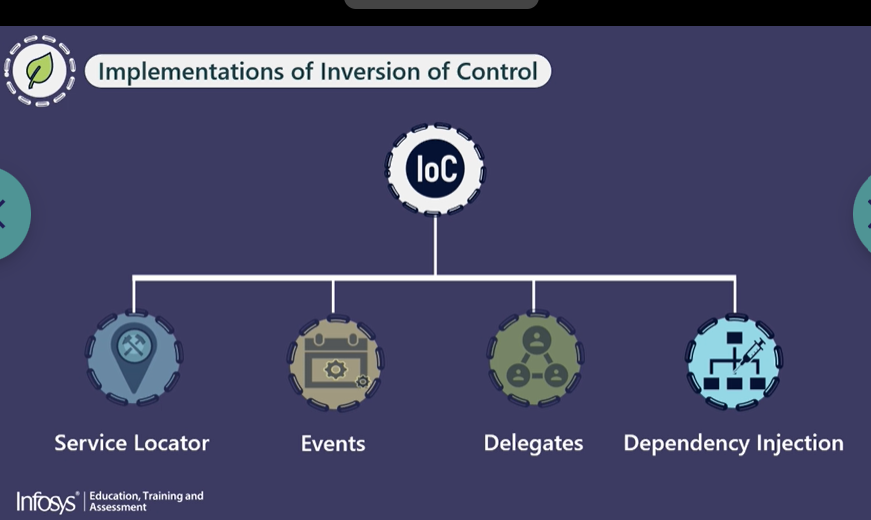 Implementations of Inversion of Control
IoC
Service Locator
Events
Delegates
Dependency Injection
Infosys® | Education, Training and
Assessment